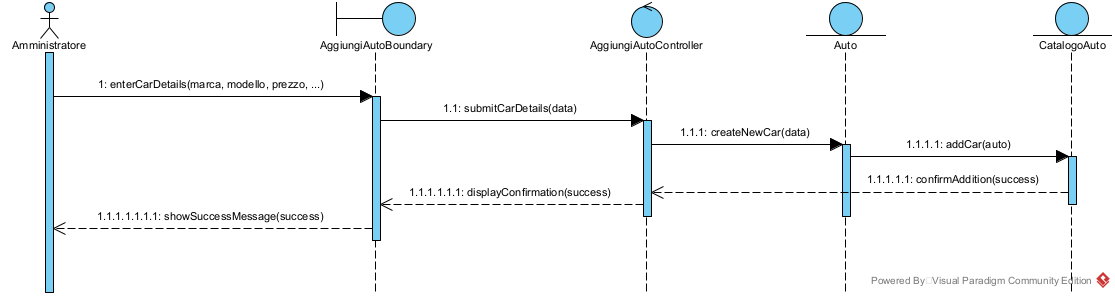 Amministratore
AggiungiAutoBoundary
AggiungiAutoController
Auto
CatalogoAuto
1: enterCarDetails(marca, modello, prezzo, ...)
1.1: submitCarDetails(data)
1.1.1: createNewCar(data)
1.1.1.1: addCar(auto)
1.1.1.1.1: confirmAddition(success)
1.1.1.1.1.1: displayConfirmation(success)
1.1.1.1.1.1.1: showSuccessMessage(success)
Powered By Visual Paradigm Community Edition